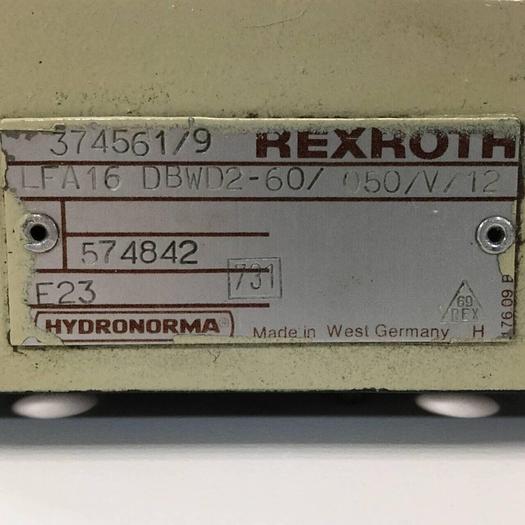 374561/9 REXROTH
LFA16 DBWD2-60/ 050/V/12
574842
731
F23
69
REX
HYDRONORMA
Made in West Germany H
176 09 B